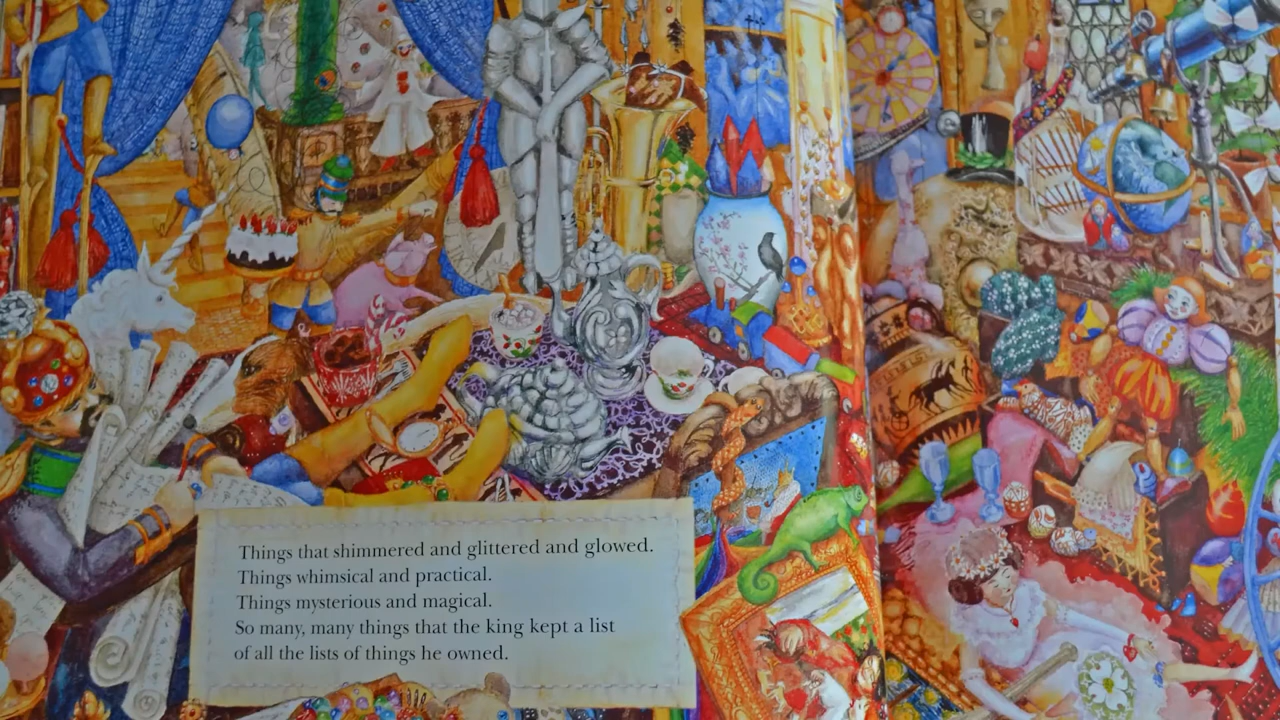 Things that shimmered and glittered and glowed.
Things whimsical and practical.
Things mysterious and magical.
So many, many things that the king kept a list
of all the lists of things he owned.